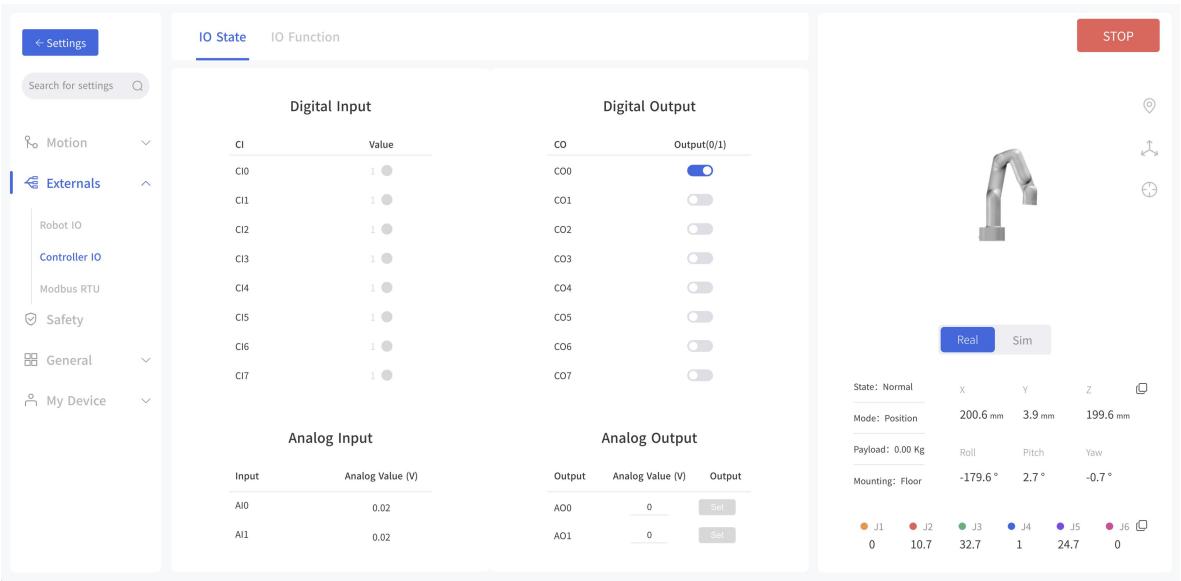 ← Settings
Search for settings
Motion
Externals
Robot IO
Controller IO
Modbus RTU
Safety
General
My Device
IO State IO Function
Digital Input
CI Value
CI0 1
CI1 1
CI2 1
CI3 1
CI4 1
CI5 1
CI6 1
CI7 1
Digital Output
CO Output(0/1)
CO0
CO1
CO2
CO3
CO4
CO5
CO6
CO7
Analog Input
Input Analog Value (V)
AI0 0.02
AI1 0.02
Analog Output
Output Analog Value (V) Output
AO0 0 Set
AO1 0 Set
STOP
Real Sim
State: Normal
Mode: Position
Payload: 0.00 Kg
Mounting: Floor
X Y Z
200.6 mm 3.9 mm 199.6 mm
Roll Pitch Yaw
-179.6 ° 2.7 ° -0.7 °
J1 J2 J3 J4 J5 J6
0 10.7 32.7 1 24.7 0